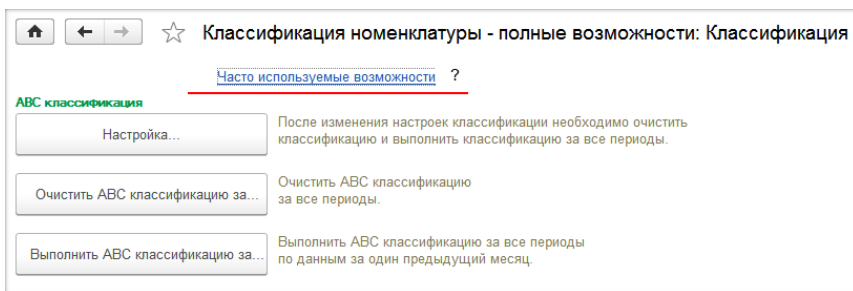 Классификация номенклатуры - полные возможности: Классификация
Часто используемые возможности ?
ABC классификация
Настройка...
После изменения настроек классификации необходимо очистить
классификацию и выполнить классификацию за все периоды.
Очистить ABC классификацию за...
Очистить ABC классификацию
за все периоды.
Выполнить ABC классификацию за...
Выполнить ABC классификацию за все периоды
по данным за один предыдущий месяц.